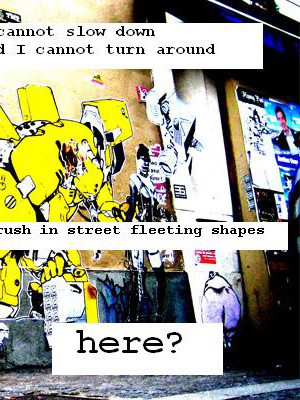 cannot slow down
d I cannot turn around
rush in street fleeting shapes
here?